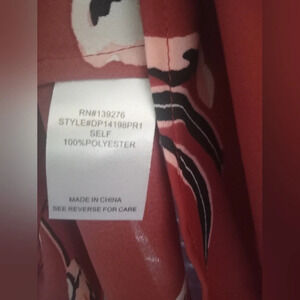 RN#139276
STYLE#DP14198PR1
SELF
100%POLYESTER
MADE IN CHINA
SEE REVERSE FOR CARE